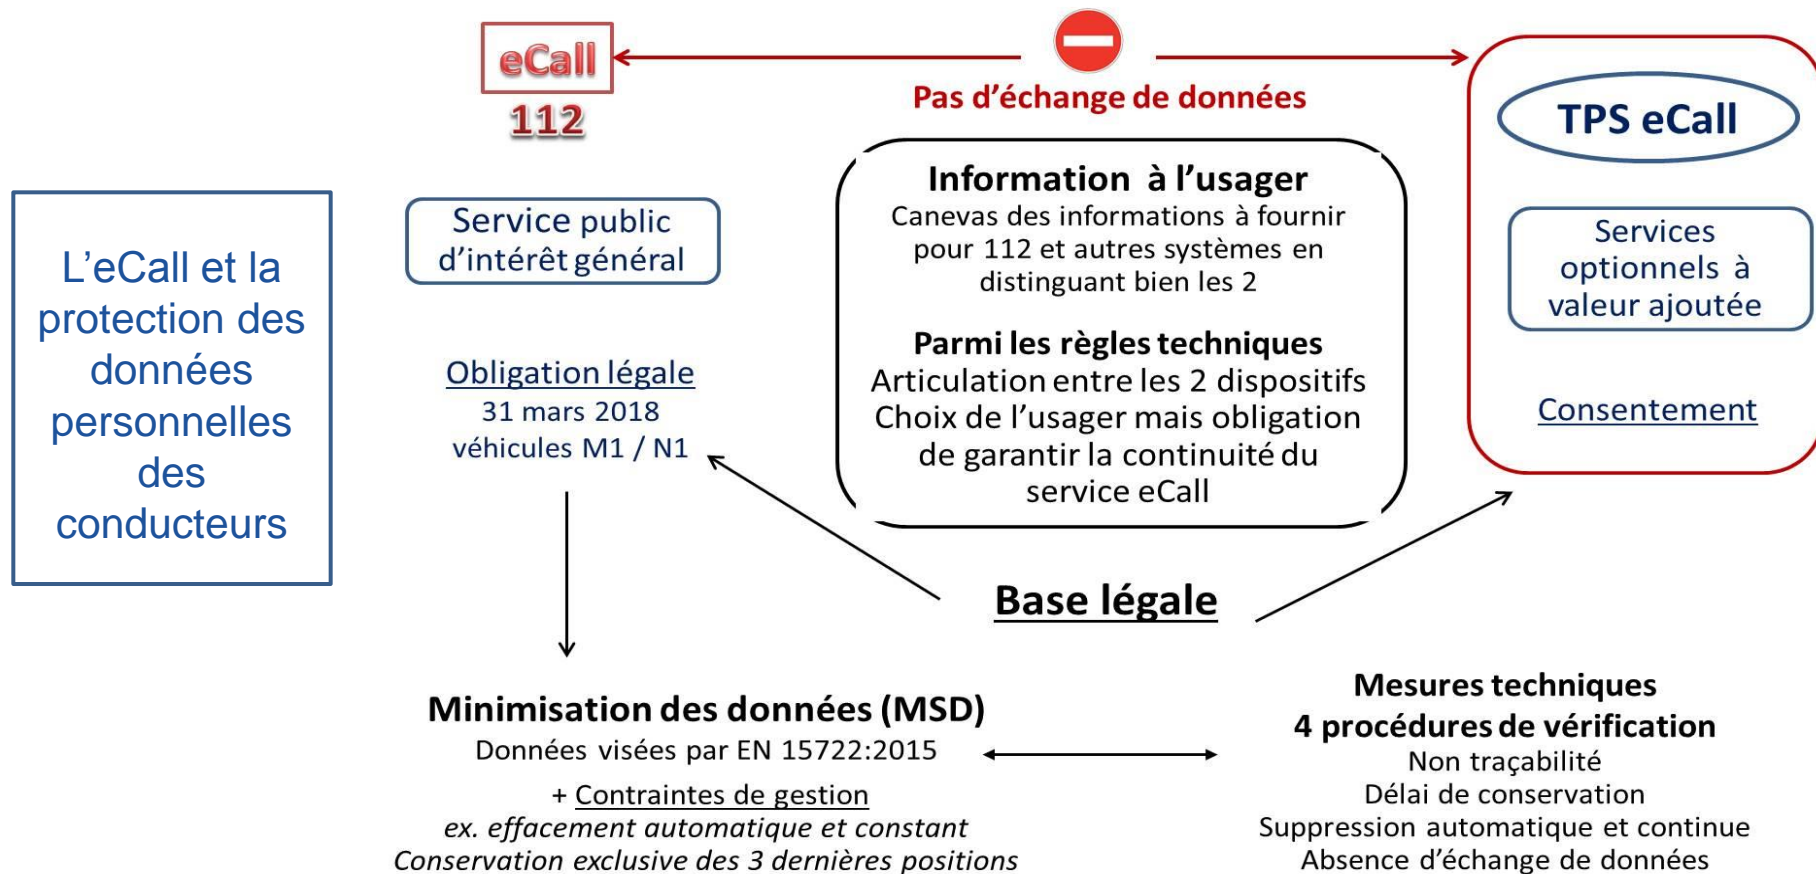 L'eCall et la
protection des
données
personnelles
des
conducteurs
eCall
112
Service public
d'intérêt général
Obligation légale
31 mars 2018
véhicules M1 / N1
Pas d'échange de données
Information à l'usager
Canevas des informations à fournir
pour 112 et autres systèmes en
distinguant bien les 2
Parmi les règles techniques
Articulation entre les 2 dispositifs
Choix de l'usager mais obligation
de garantir la continuité du
service eCall
TPS eCall
Services
optionnels à
valeur ajoutée
Consentement
Base légale
Minimisation des données (MSD)
Données visées par EN 15722:2015
+ Contraintes de gestion
ex. effacement automatique et constant
Conservation exclusive des 3 dernières positions
Mesures techniques
4 procédures de vérification
Non traçabilité
Délai de conservation
Suppression automatique et continue
Absence d'échange de données